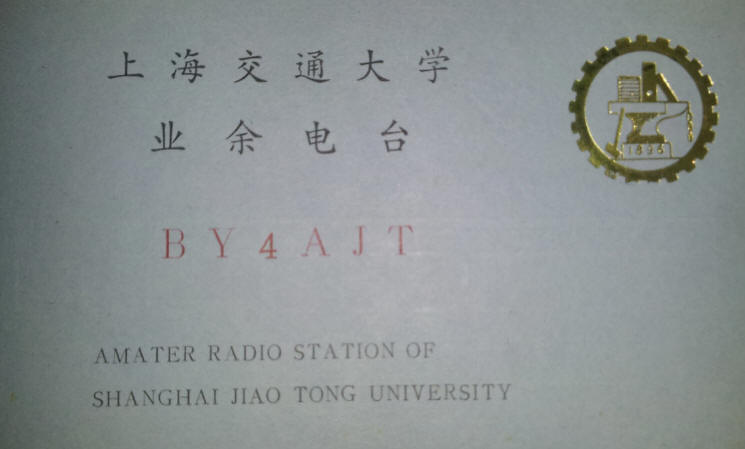 上海交通大学
业余电台
BY4AJT
AMATER RADIO STATION OF
SHANGHAI JIAO TONG UNIVERSITY
1896